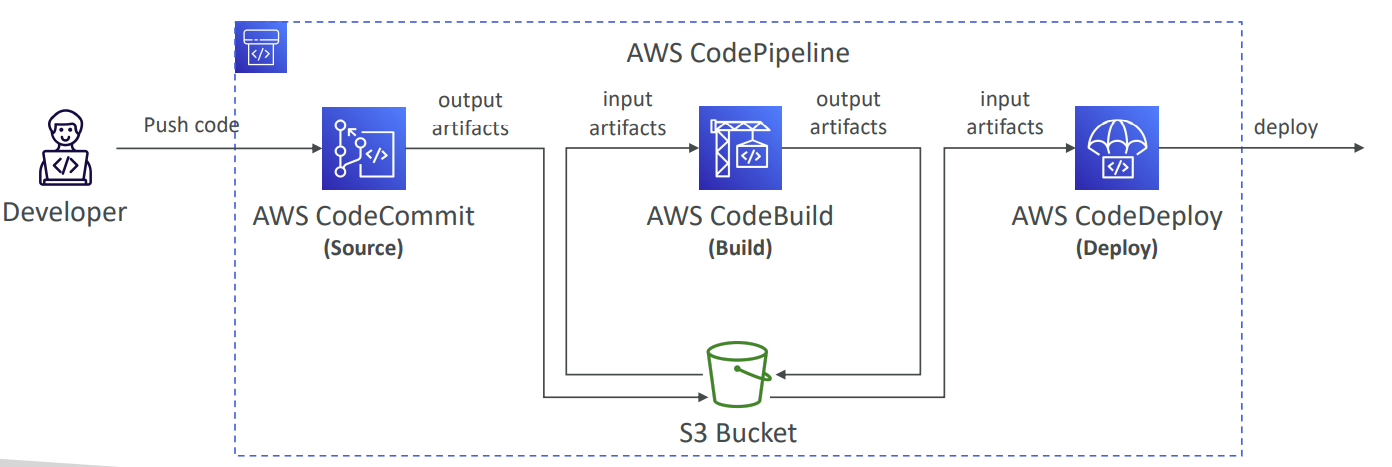 AWS CodePipeline
Push code
output
artifacts
input
artifacts
output
artifacts
input
artifacts
deploy
Developer
AWS CodeCommit
(Source)
AWS CodeBuild
(Build)
AWS CodeDeploy
(Deploy)
S3 Bucket